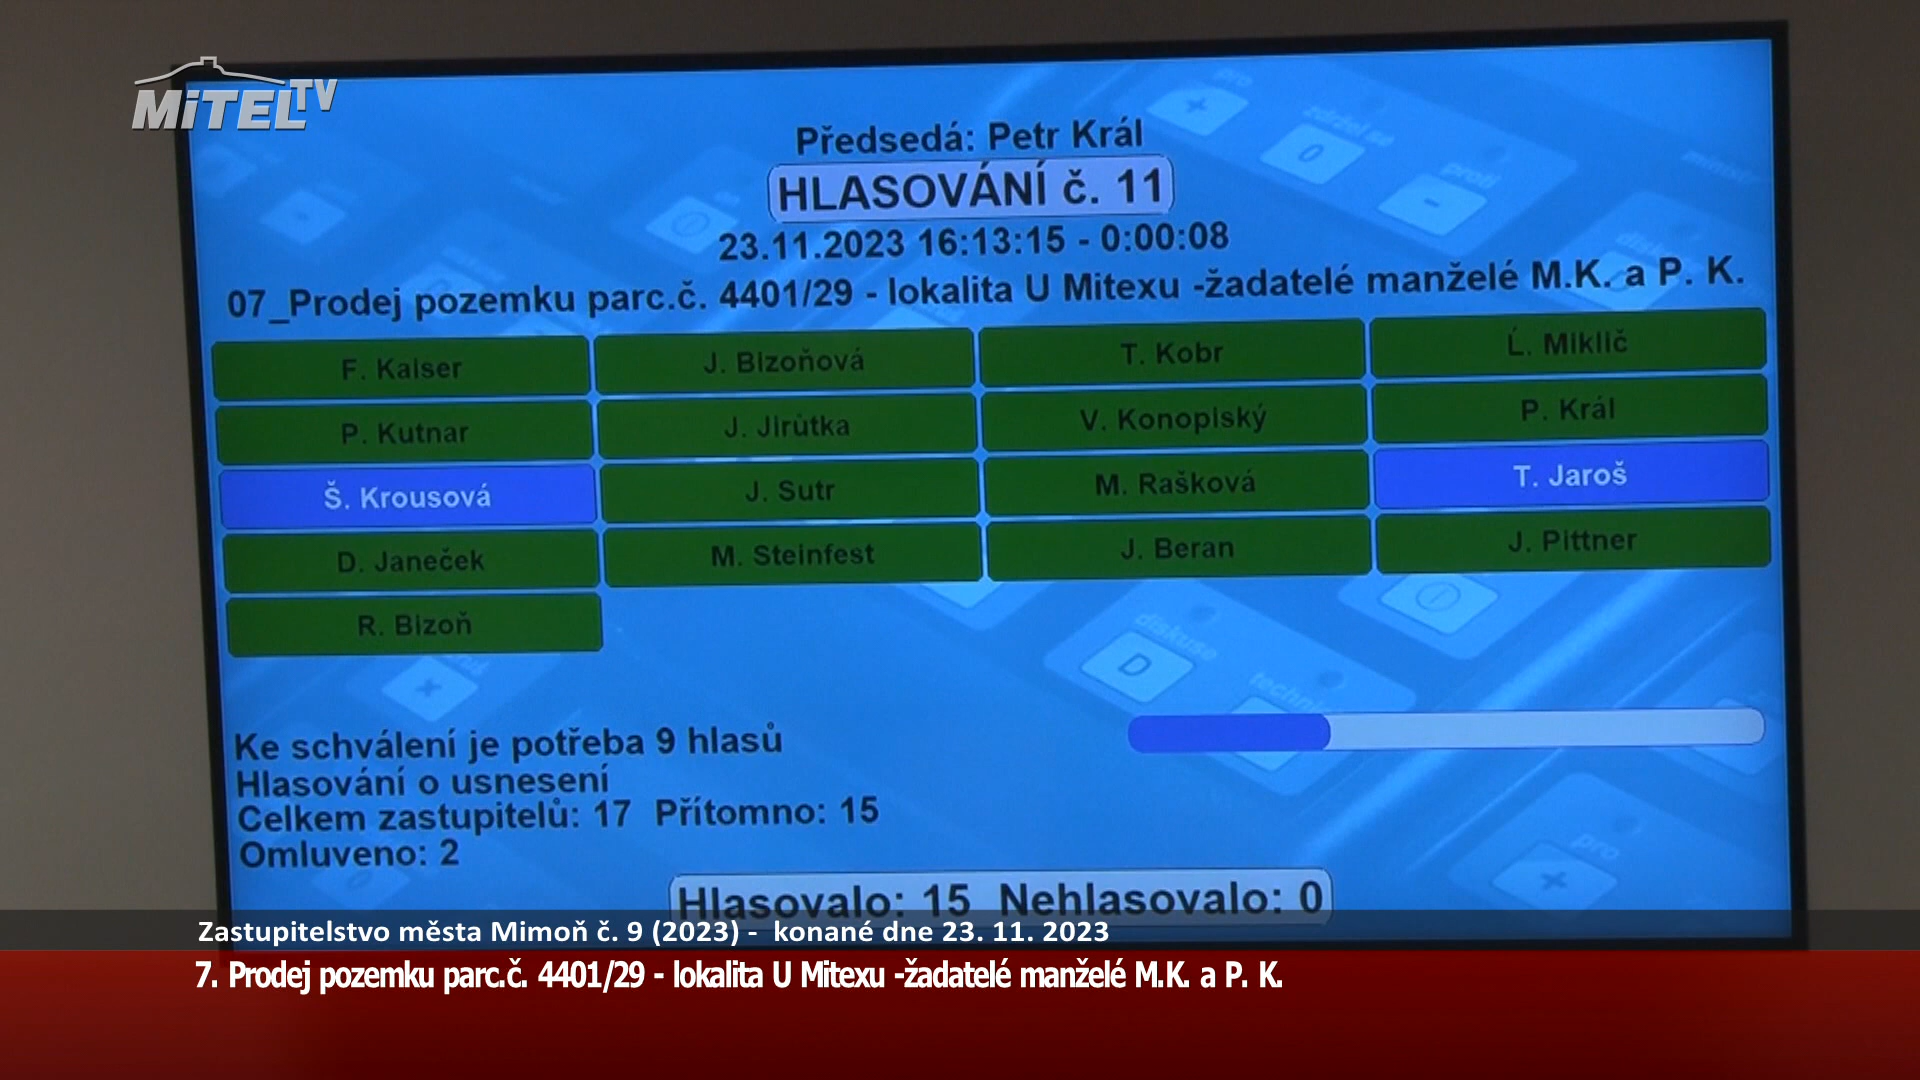 MiTEL TV
Předsedá: Petr Král
HLASOVÁNÍ č. 11
23.11.2023 16:13:15 - 0:00:08
07_Prodej pozemku parc.č. 4401/29 - lokalita U Mitexu -žadatelé manželé M.K. a P. K.
F. Kaiser J. Bizoňová T. Kobr L. Miklič
P. Kutnar J. Jirůtka V. Konopiský P. Král
Š. Krousová J. Sutr M. Rašková T. Jaroš
D. Janeček M. Steinfest J. Beran J. Pittner
R. Bizoň
Ke schválení je potřeba 9 hlasů
Hlasování o usnesení
Celkem zastupitelů: 17 Přítomno: 15
Omluveno: 2
Hlasovalo: 15 Nehlasovalo: 0
Zastupitelstvo města Mimoň č. 9 (2023) - konané dne 23. 11. 2023
7. Prodej pozemku parc.č. 4401/29 - lokalita U Mitexu -žadatelé manželé M.K. a P. K.